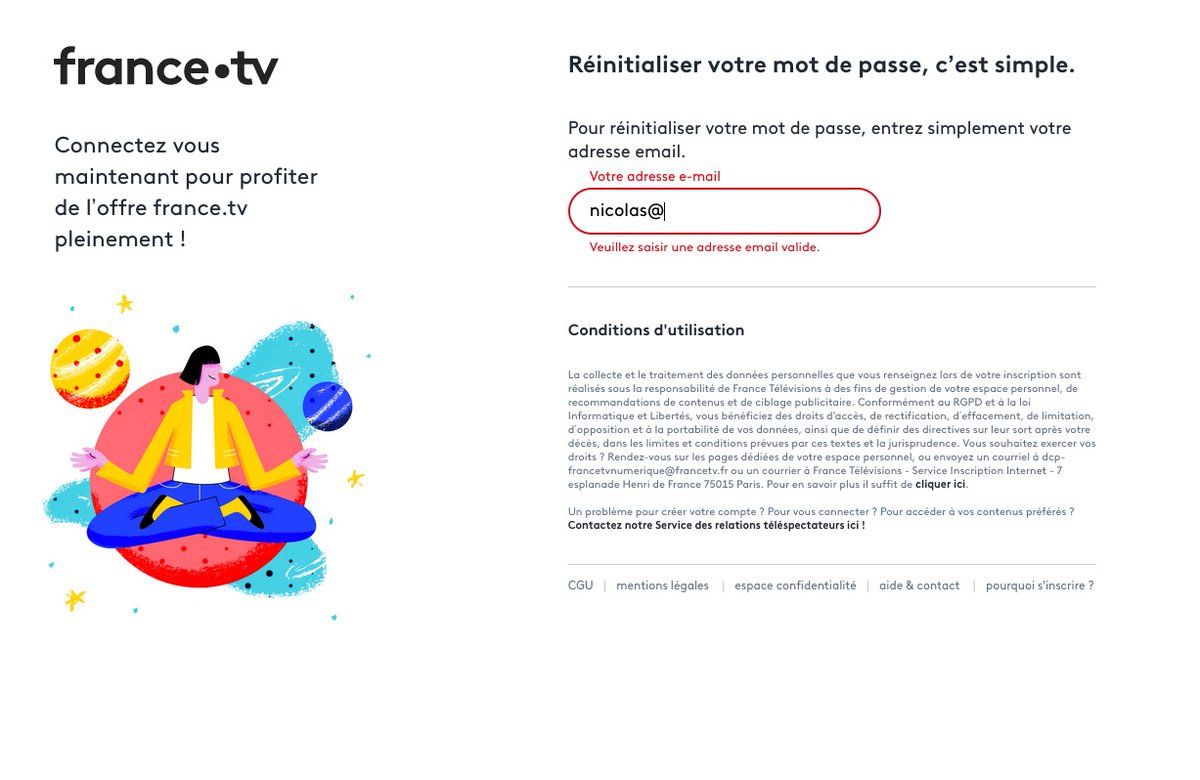 france•tv
Connectez vous
maintenant pour profiter
de l'offre france.tv
pleinement !
Réinitialiser votre mot de passe, c'est simple.
Pour réinitialiser votre mot de passe, entrez simplement votre
adresse email.
Votre adresse e-mail
nicolas@
Veuillez saisir une adresse email valide.
Conditions d'utilisation
La collecte et le traitement des données personnelles que vous renseignez lors de votre inscription sont
réalisés sous la responsabilité de France Télévisions à des fins de gestion de votre espace personnel, de
recommandations de contenus et de ciblage publicitaire. Conformément au RGPD et à la loi
Informatique et Libertés, vous bénéficiez des droits d'accès, de rectification, d'effacement, de limitation,
d'opposition et à la portabilité de vos données, ainsi que de définir des directives sur leur sort après votre
décès, dans les limites et conditions prévues par ces textes et la jurisprudence. Vous souhaitez exercer vos
droits ? Rendez-vous sur les pages dédiées de votre espace personnel, ou envoyez un courriel à dcp-
francetvnumerique@francetv.fr ou un courrier à France Télévisions - Service Inscription Internet - 7
esplanade Henri de France 75015 Paris. Pour en savoir plus il suffit de cliquer ici.
Un problème pour créer votre compte ? Pour vous connecter ? Pour accéder à vos contenus préférés ?
Contactez notre Service des relations téléspectateurs ici !
CGU | mentions légales | espace confidentialité | aide & contact | pourquoi s'inscrire ?